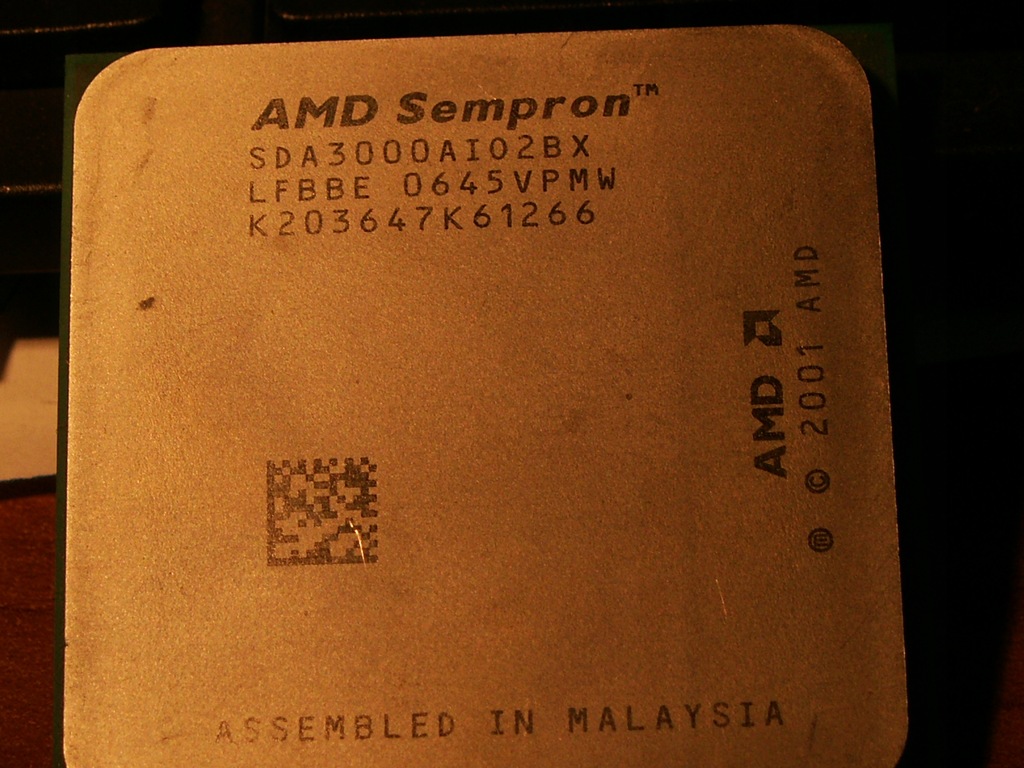 AMD Sempron™
SDA3000AIO2BX
LFBBE 0645VPMW
K203647K61266
AMD
ⓜ © 2001 AMD
ASSEMBLED IN MALAYSIA